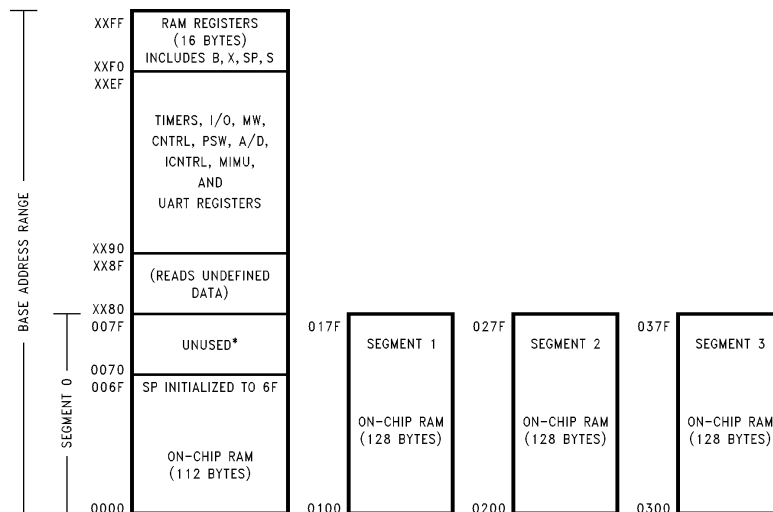 XXFF
RAM REGISTERS
(16 BYTES)
INCLUDES B, X, SP, S
XXF0
XXEF
TIMERS, I/O, MW,
CNTRL, PSW, A/D,
ICNTRL, MIMU,
AND
UART REGISTERS
XX90
XX8F
(READS UNDEFINED
DATA)
XX80
BASE ADDRESS RANGE
007F
UNUSED*
0070
006F
SP INITIALIZED TO 6F
ON-CHIP RAM
(112 BYTES)
0000
SEGMENT 0
017F
SEGMENT 1
ON-CHIP RAM
(128 BYTES)
0100
027F
SEGMENT 2
ON-CHIP RAM
(128 BYTES)
0200
037F
SEGMENT 3
ON-CHIP RAM
(128 BYTES)
0300